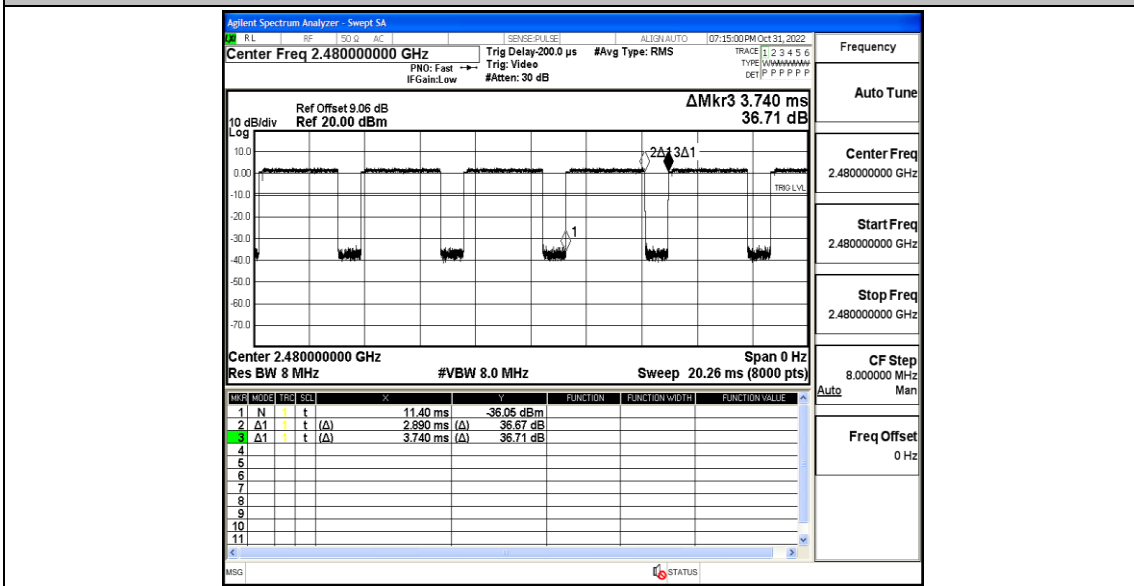 Agilent Spectrum Analyzer - Swept SA
RL RF 50 Ω AC SENSE:PULSE ALIGN AUTO 07:15:00 PM Oct 31, 2022
Center Freq 2.480000000 GHz
PNO: Fast
IFGain:Low
Trig Delay-200.0 µs
Trig: Video
#Atten: 30 dB
#Avg Type: RMS
TRACE 1 2 3 4 5 6
TYPE
DET P P P P P P
Ref Offset 9.06 dB
10 dB/div Ref 20.00 dBm
Log
ΔMkr3 3.740 ms
36.71 dB
10.0
0.00
-10.0
-20.0
-30.0
-40.0
-50.0
-60.0
-70.0
2Δ1 3Δ1
TRIG LVL
1
Center 2.480000000 GHz Span 0 Hz
Res BW 8 MHz #VBW 8.0 MHz Sweep 20.26 ms (8000 pts)
MKR MODE TRC SCL X Y FUNCTION FUNCTION WIDTH FUNCTION VALUE
1 N 1 t 11.40 ms -36.05 dBm
2 Δ1 1 t (Δ) 2.890 ms (Δ) 36.67 dB
3 Δ1 1 t (Δ) 3.740 ms (Δ) 36.71 dB
4
5
6
7
8
9
10
11
MSG STATUS
Frequency
Auto Tune
Center Freq
2.480000000 GHz
Start Freq
2.480000000 GHz
Stop Freq
2.480000000 GHz
CF Step
8.000000 MHz
Auto Man
Freq Offset
0 Hz